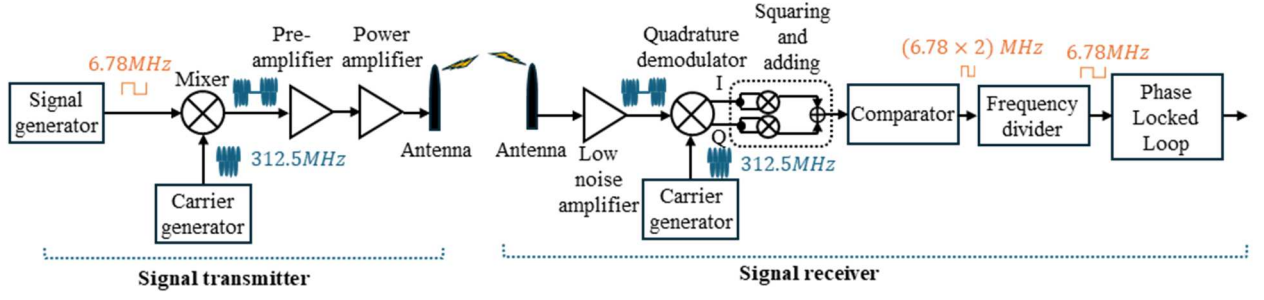 Signal
generator
6.78MHz
Mixer
312.5MHz
Carrier
generator
Pre-
amplifier
Power
amplifier
Antenna
Signal transmitter
Antenna
Low
noise
amplifier
Quadrature
demodulator
I
Q
312.5MHz
Carrier
generator
Squaring
and
adding
Comparator
(6.78 × 2) MHz
Frequency
divider
6.78MHz
Phase
Locked
Loop
Signal receiver